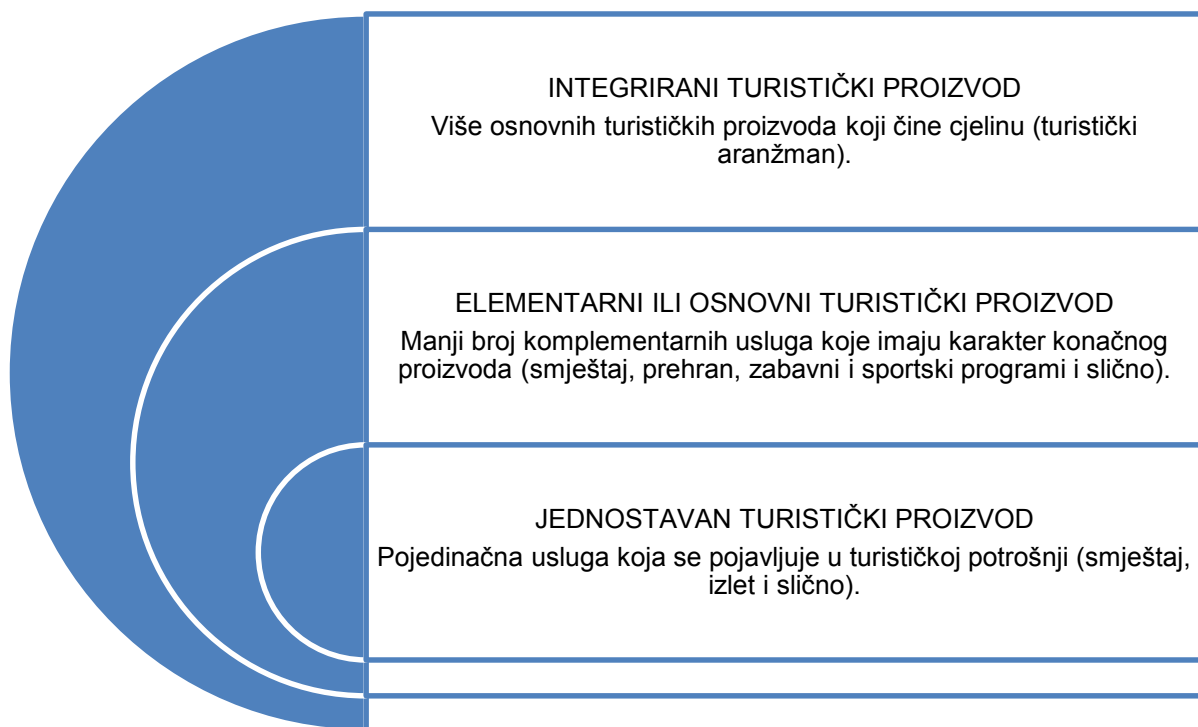 INTEGRIRANI TURISTIČKI PROIZVOD
Više osnovnih turističkih proizvoda koji čine cjelinu (turistički
aranžman).
ELEMENTARNI ILI OSNOVNI TURISTIČKI PROIZVOD
Manji broj komplementarnih usluga koje imaju karakter konačnog
proizvoda (smještaj, prehran, zabavni i sportski programi i slično).
JEDNOSTAVAN TURISTIČKI PROIZVOD
Pojedinačna usluga koja se pojavljuje u turističkoj potrošnji (smještaj,
izlet i slično).